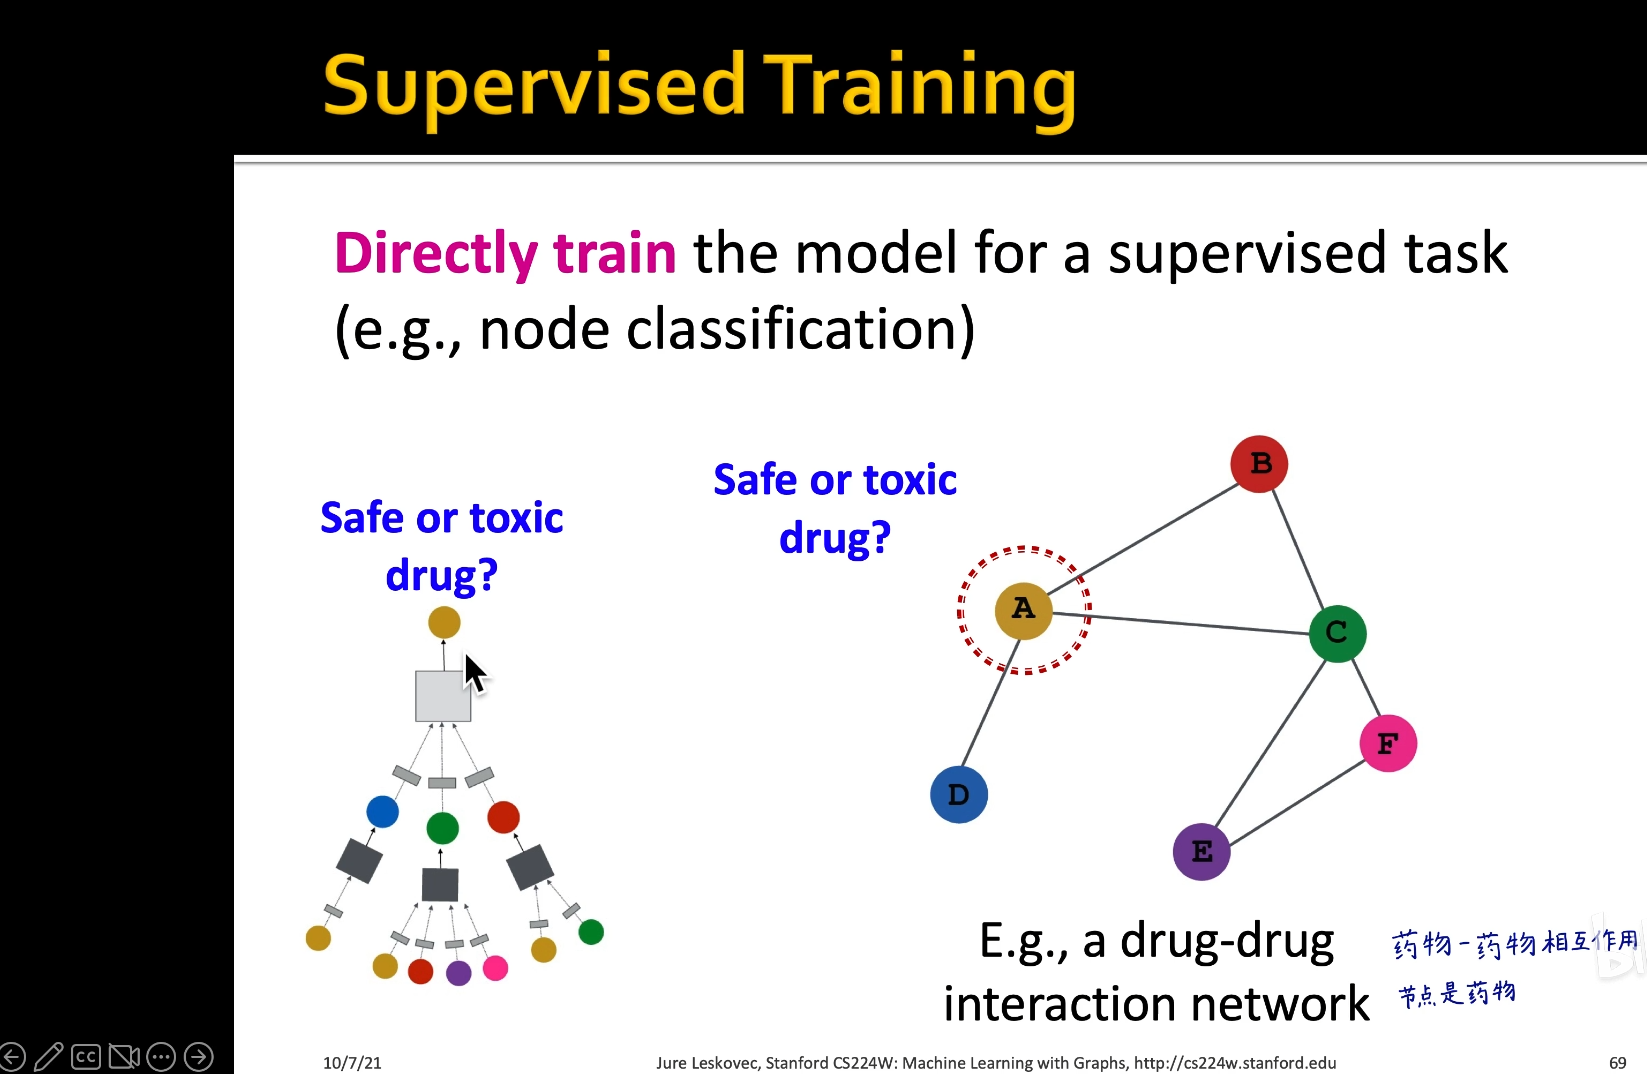 Supervised Training
Directly train the model for a supervised task
(e.g., node classification)
Safe or toxic
drug?
Safe or toxic
drug?
B
A
C
F
D
E
E.g., a drug-drug
interaction network
药物-药物相互作用
节点是药物
CC
10/7/21
Jure Leskovec, Stanford CS224W: Machine Learning with Graphs, http://cs224w.stanford.edu
69